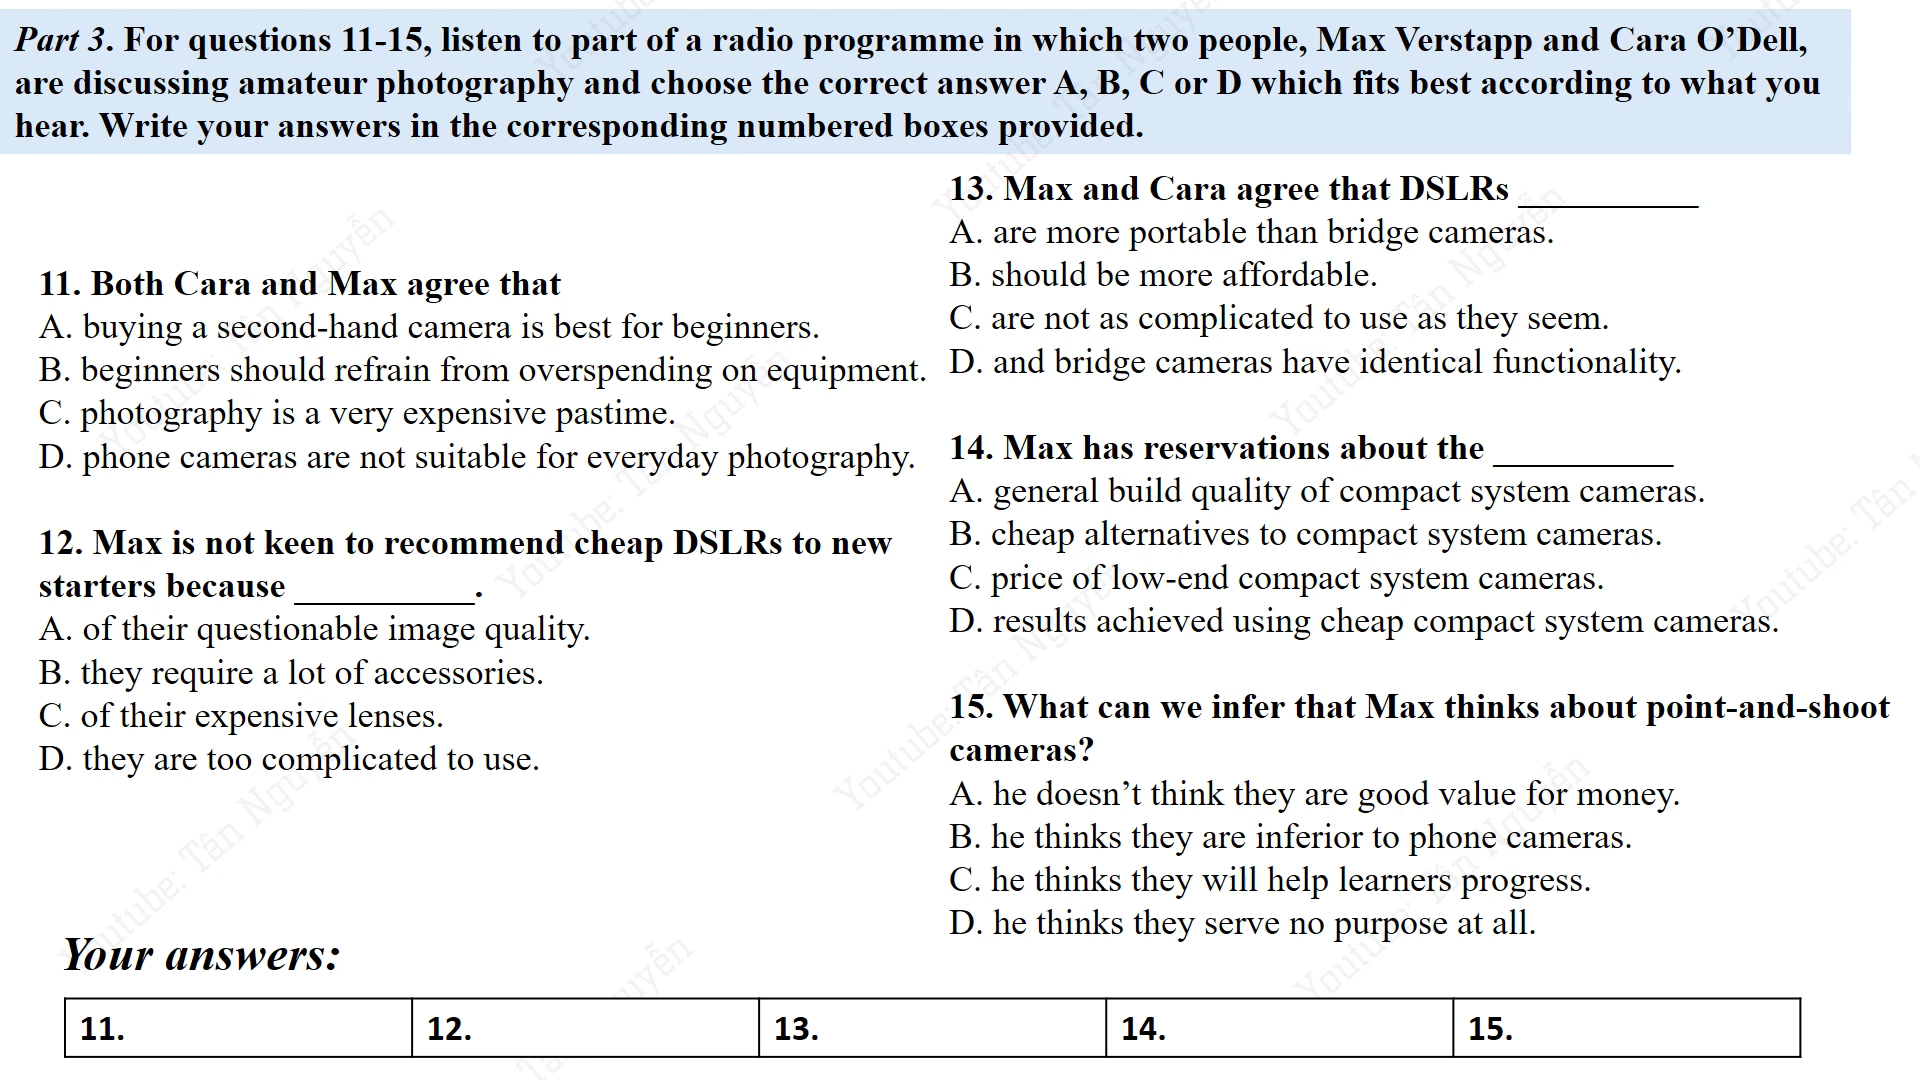 Part 3. For questions 11-15, listen to part of a radio programme in which two people, Max Verstapp and Cara O’Dell,
are discussing amateur photography and choose the correct answer A, B, C or D which fits best according to what you
hear. Write your answers in the corresponding numbered boxes provided.
11. Both Cara and Max agree that
A. buying a second-hand camera is best for beginners.
B. beginners should refrain from overspending on equipment.
C. photography is a very expensive pastime.
D. phone cameras are not suitable for everyday photography.
12. Max is not keen to recommend cheap DSLRs to new
starters because __________.
A. of their questionable image quality.
B. they require a lot of accessories.
C. of their expensive lenses.
D. they are too complicated to use.
13. Max and Cara agree that DSLRs __________
A. are more portable than bridge cameras.
B. should be more affordable.
C. are not as complicated to use as they seem.
D. and bridge cameras have identical functionality.
14. Max has reservations about the __________
A. general build quality of compact system cameras.
B. cheap alternatives to compact system cameras.
C. price of low-end compact system cameras.
D. results achieved using cheap compact system cameras.
15. What can we infer that Max thinks about point-and-shoot
cameras?
A. he doesn’t think they are good value for money.
B. he thinks they are inferior to phone cameras.
C. he thinks they will help learners progress.
D. he thinks they serve no purpose at all.
Your answers:
11. 12. 13. 14. 15.
Youtube: Tân Nguyễn